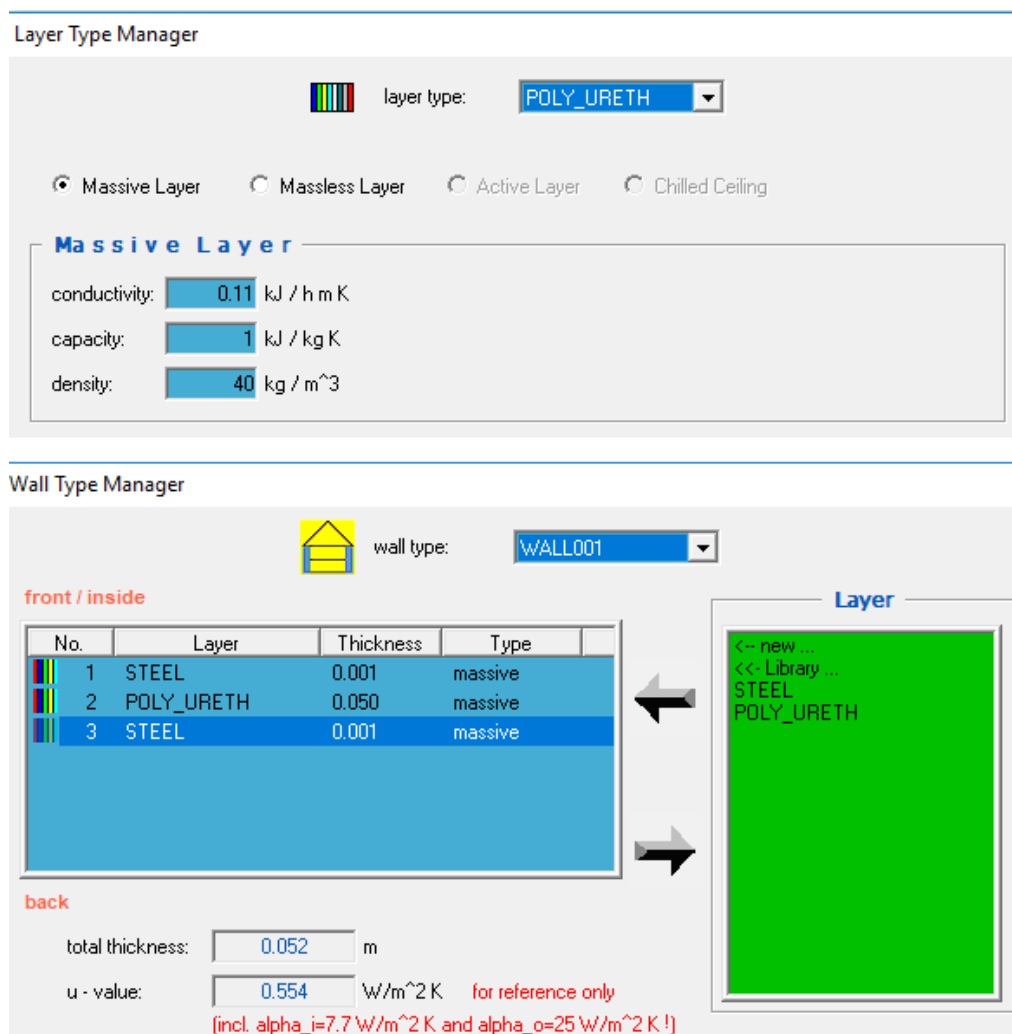 Layer Type Manager
layer type: POLY_URETH
Massive Layer Massless Layer Active Layer Chilled Ceiling
Massive Layer
conductivity: 0.11 kJ / h m K
capacity: 1 kJ / kg K
density: 40 kg / m^3
Wall Type Manager
wall type: WALL001
front / inside
No. Layer Thickness Type
1 STEEL 0.001 massive
2 POLY_URETH 0.050 massive
3 STEEL 0.001 massive
Layer
<-- new ...
<<- Library ...
STEEL
POLY_URETH
back
total thickness: 0.052 m
u - value: 0.554 W/m^2 K for reference only
(incl. alpha_i=7.7 W/m^2 K and alpha_o=25 W/m^2 K !)